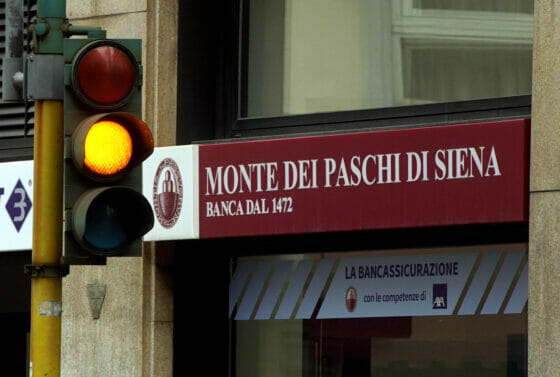 MONTE DEI PASCHI DI SIENA
BANCA DAL 1472
LA BANCASSICURAZIONE
con le competenze di AXA